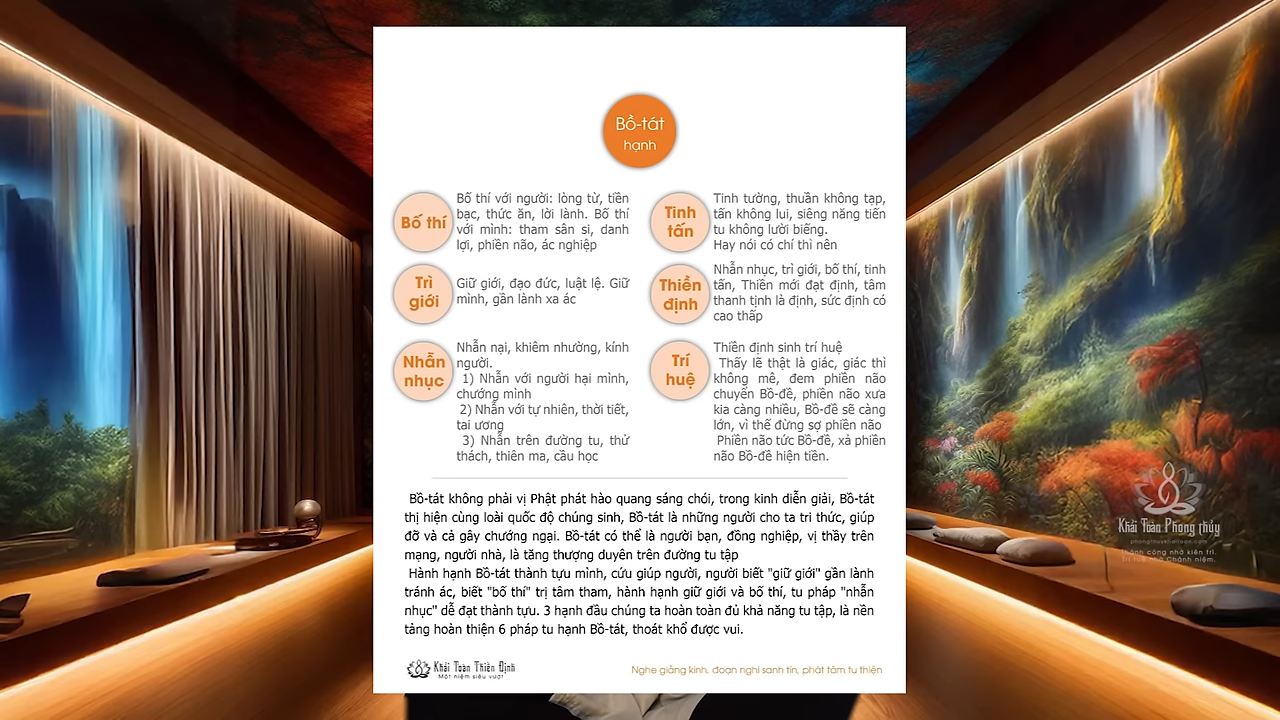 Bồ-tát
hạnh
Bố thí
Bố thí với người: lòng từ, tiền
bạc, thức ăn, lời lành. Bố thí
với mình: tham sân si, danh
lợi, phiền não, ác nghiệp
Trì
giới
Giữ giới, đạo đức, luật lệ. Giữ
mình, gần lành xa ác
Nhẫn
nhục
Nhẫn nại, khiêm nhường, kính
người.
1) Nhẫn với người hại mình,
chướng mình
2) Nhẫn với tự nhiên, thời tiết,
tai ương
3) Nhẫn trên đường tu, thử
thách, thiên ma, cầu học
Tinh
tấn
Tinh tường, thuần không tạp,
tấn không lui, siêng năng tiến
tu không lười biếng.
Hay nói có chí thì nên
Thiền
định
Nhẫn nhục, trì giới, bố thí, tinh
tấn, Thiền mới đạt định, tâm
thanh tịnh là định, sức định có
cao thấp
Trí
huệ
Thiền định sinh trí huệ
Thấy lẽ thật là giác, giác thì
không mê, đem phiền não
chuyển Bồ-đề, phiền não xưa
kia càng nhiều, Bồ-đề sẽ càng
lớn, vì thế đừng sợ phiền não
Phiền não tức Bồ-đề, xả phiền
não Bồ-đề hiện tiền.
Bồ-tát không phải vị Phật phát hào quang sáng chói, trong kinh diễn giải, Bồ-tát
thị hiện cùng loài quốc độ chúng sinh, Bồ-tát là những người cho ta tri thức, giúp
đỡ và cả gây chướng ngại. Bồ-tát có thể là người bạn, đồng nghiệp, vị thầy trên
mạng, người nhà, là tăng thượng duyên trên đường tu tập
Hành hạnh Bồ-tát thành tựu mình, cứu giúp người, người biết "giữ giới" gần lành
tránh ác, biết "bố thí" trị tâm tham, hành hạnh giữ giới và bố thí, tu pháp "nhẫn
nhục" dễ đạt thành tựu. 3 hạnh đầu chúng ta hoàn toàn đủ khả năng tu tập, là nền
tảng hoàn thiện 6 pháp tu hạnh Bồ-tát, thoát khổ được vui.
Khải Toàn Thiền Định
Một niệm siêu vượt
Nghe giảng kinh, đoạn nghi sanh tín, phát tâm tu thiện
Khải Toàn Phong thủy
phongthuykhaitoan.com
Thành công nhờ kiên trì.
Trí tuệ nhờ Chánh niệm.